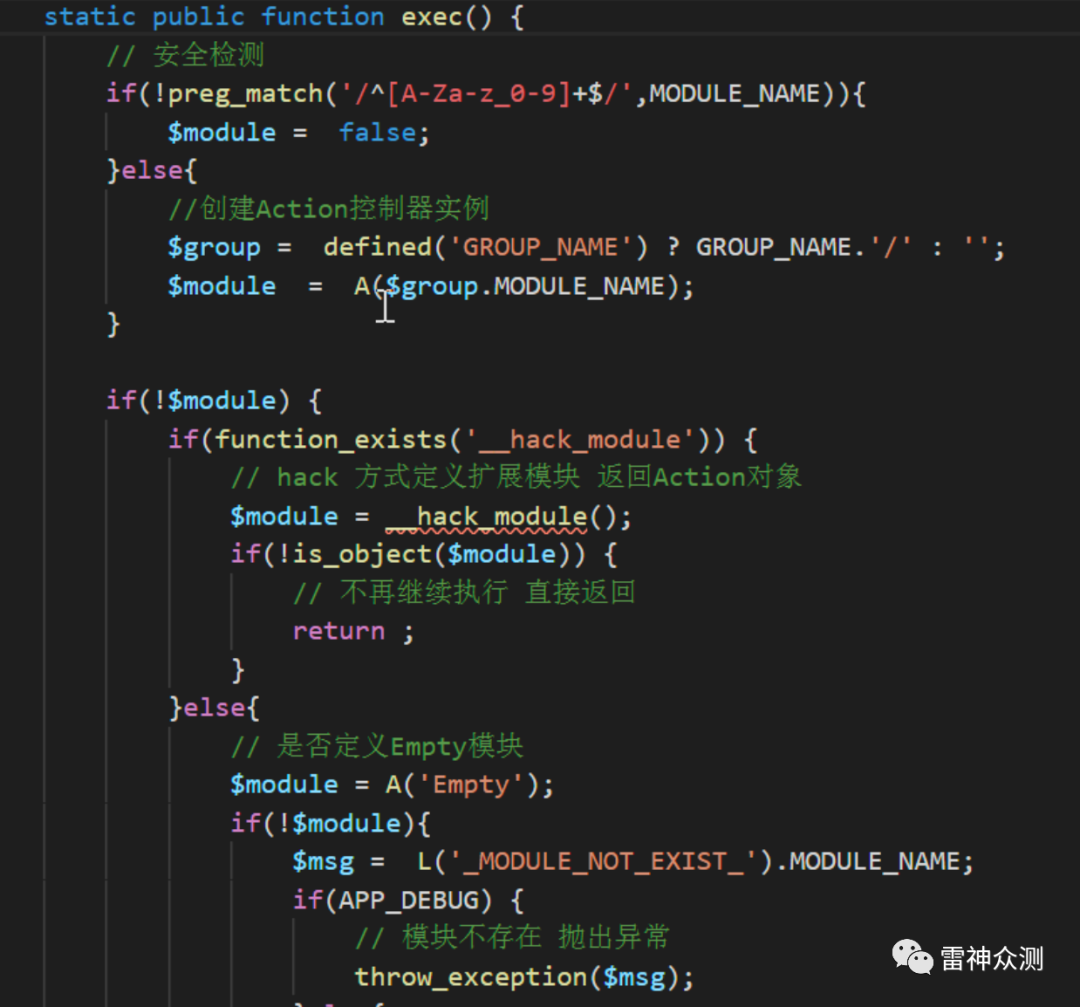 static public function exec() {
// 安全检测
if(!preg_match('/^[A-Za-z_0-9]+$/',MODULE_NAME)){
$module =  false;
}else{
//创建Action控制器实例
$group =  defined('GROUP_NAME') ? GROUP_NAME.'/' : '';
$module  =  A($group.MODULE_NAME);
}
if(!$module) {
if(function_exists('__hack_module')) {
// hack 方式定义扩展模块 返回Action对象
$module = __hack_module();
if(!is_object($module)) {
// 不再继续执行 直接返回
return ;
}
}else{
// 是否定义Empty模块
$module = A('Empty');
if(!$module){
$msg =  L('_MODULE_NOT_EXIST_').MODULE_NAME;
if(APP_DEBUG) {
// 模块不存在 抛出异常
throw_exception($msg);
雷神众测